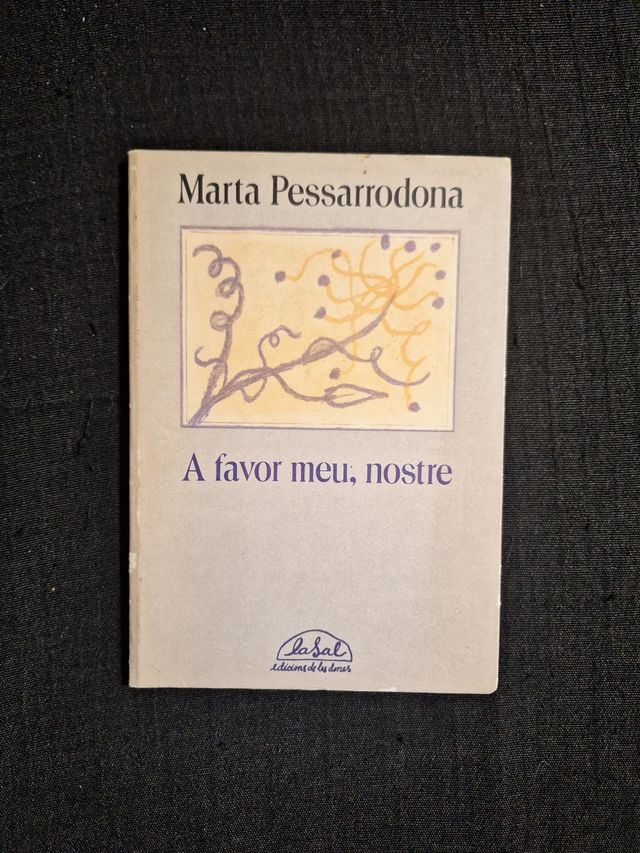 Marta Pessarrodona
A favor meu, nostre
laSal
edicions de les dones